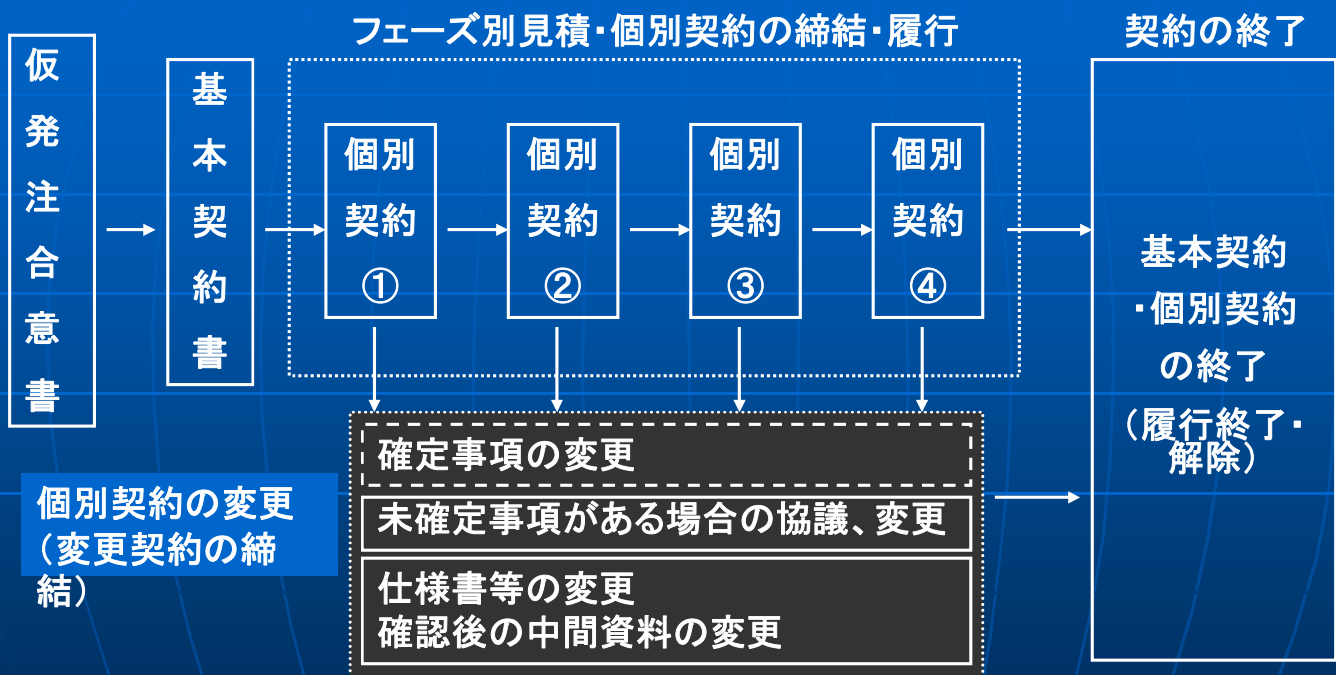 フェーズ別見積・個別契約の締結・履行
契約の終了
仮発注合意書
基本契約書
個別
契約
①
個別
契約
②
個別
契約
③
個別
契約
④
基本契約
・個別契約
の終了
（履行終了・
解除）
確定事項の変更
未確定事項がある場合の協議、変更
仕様書等の変更
確認後の中間資料の変更
個別契約の変更
（変更契約の締
結）